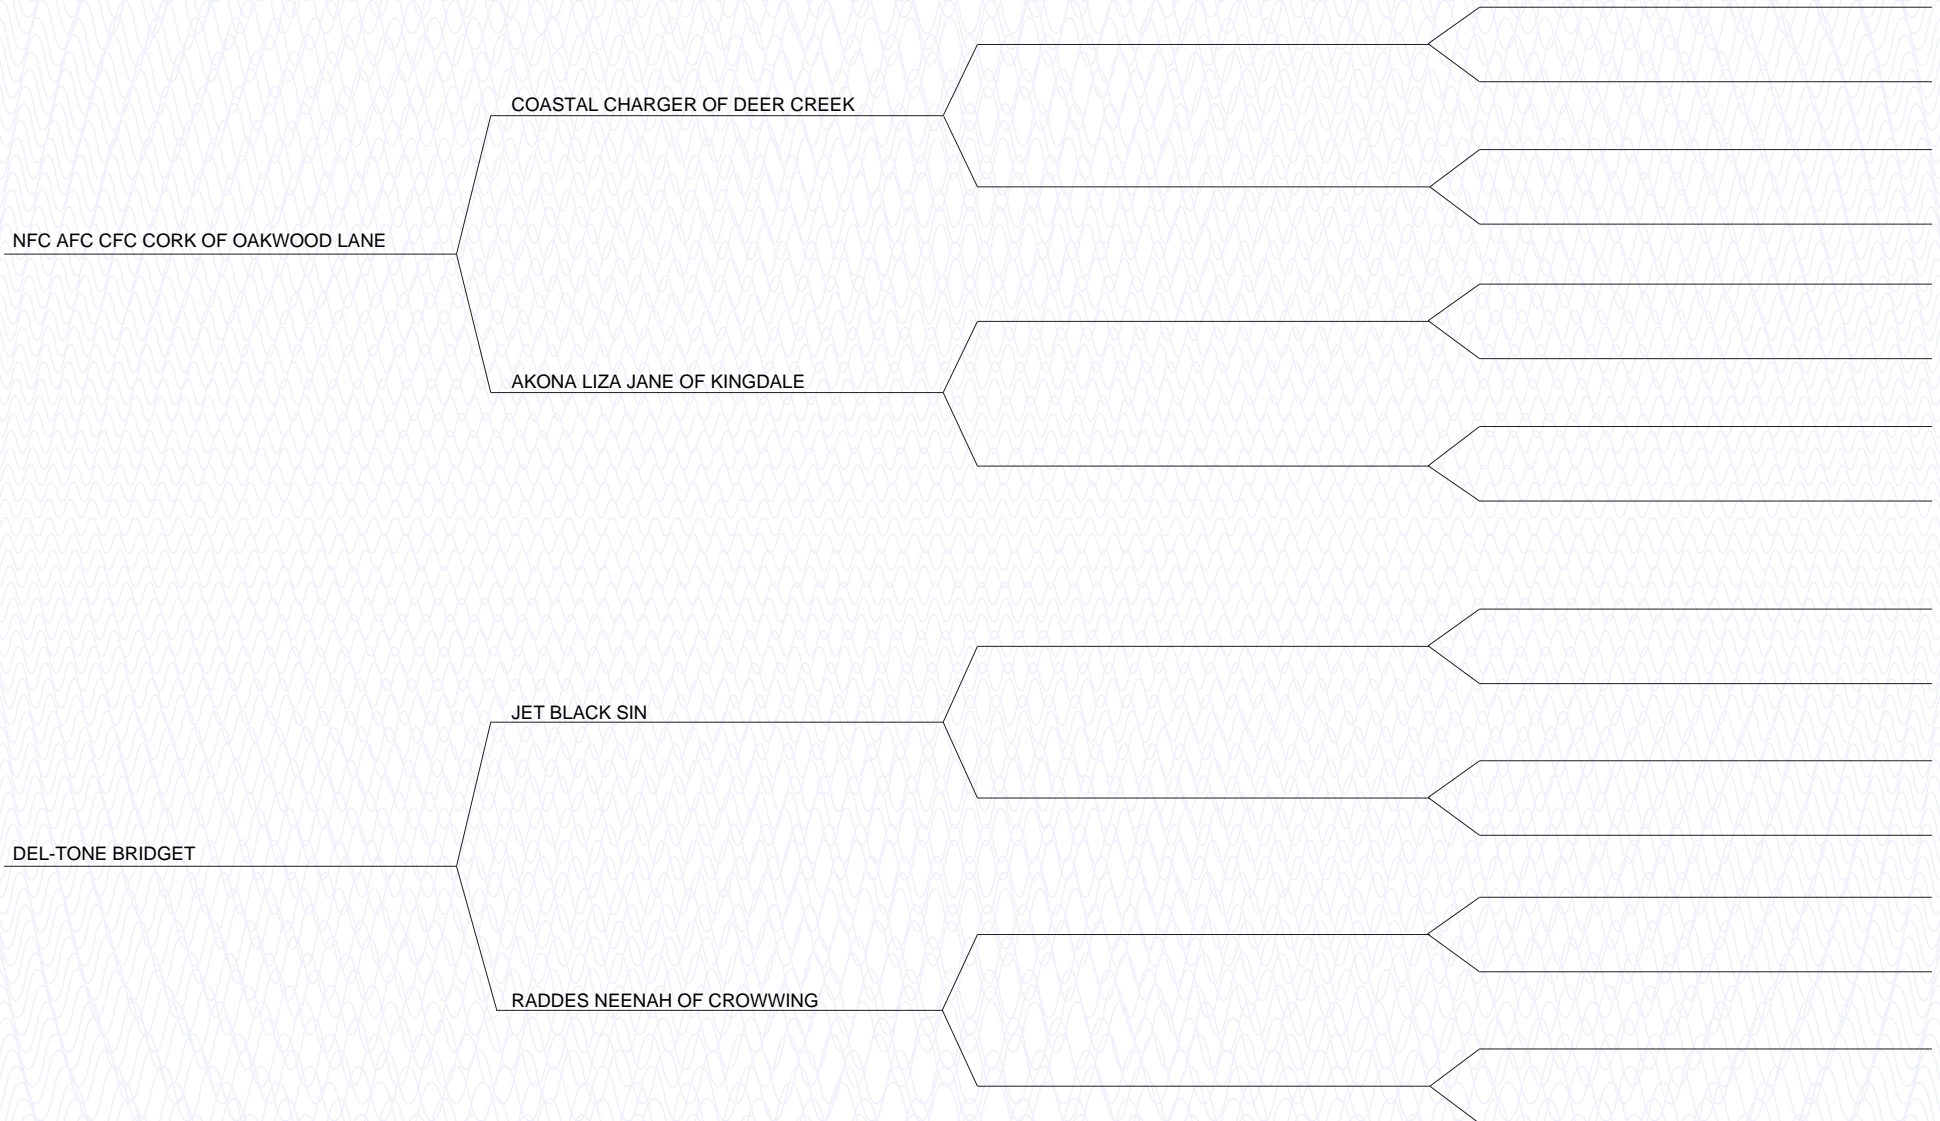 COASTAL CHARGER OF DEER CREEK
NFC AFC CFC CORK OF OAKWOOD LANE
AKONA LIZA JANE OF KINGDALE
JET BLACK SIN
DEL-TONE BRIDGET
RADDES NEENAH OF CROWWING